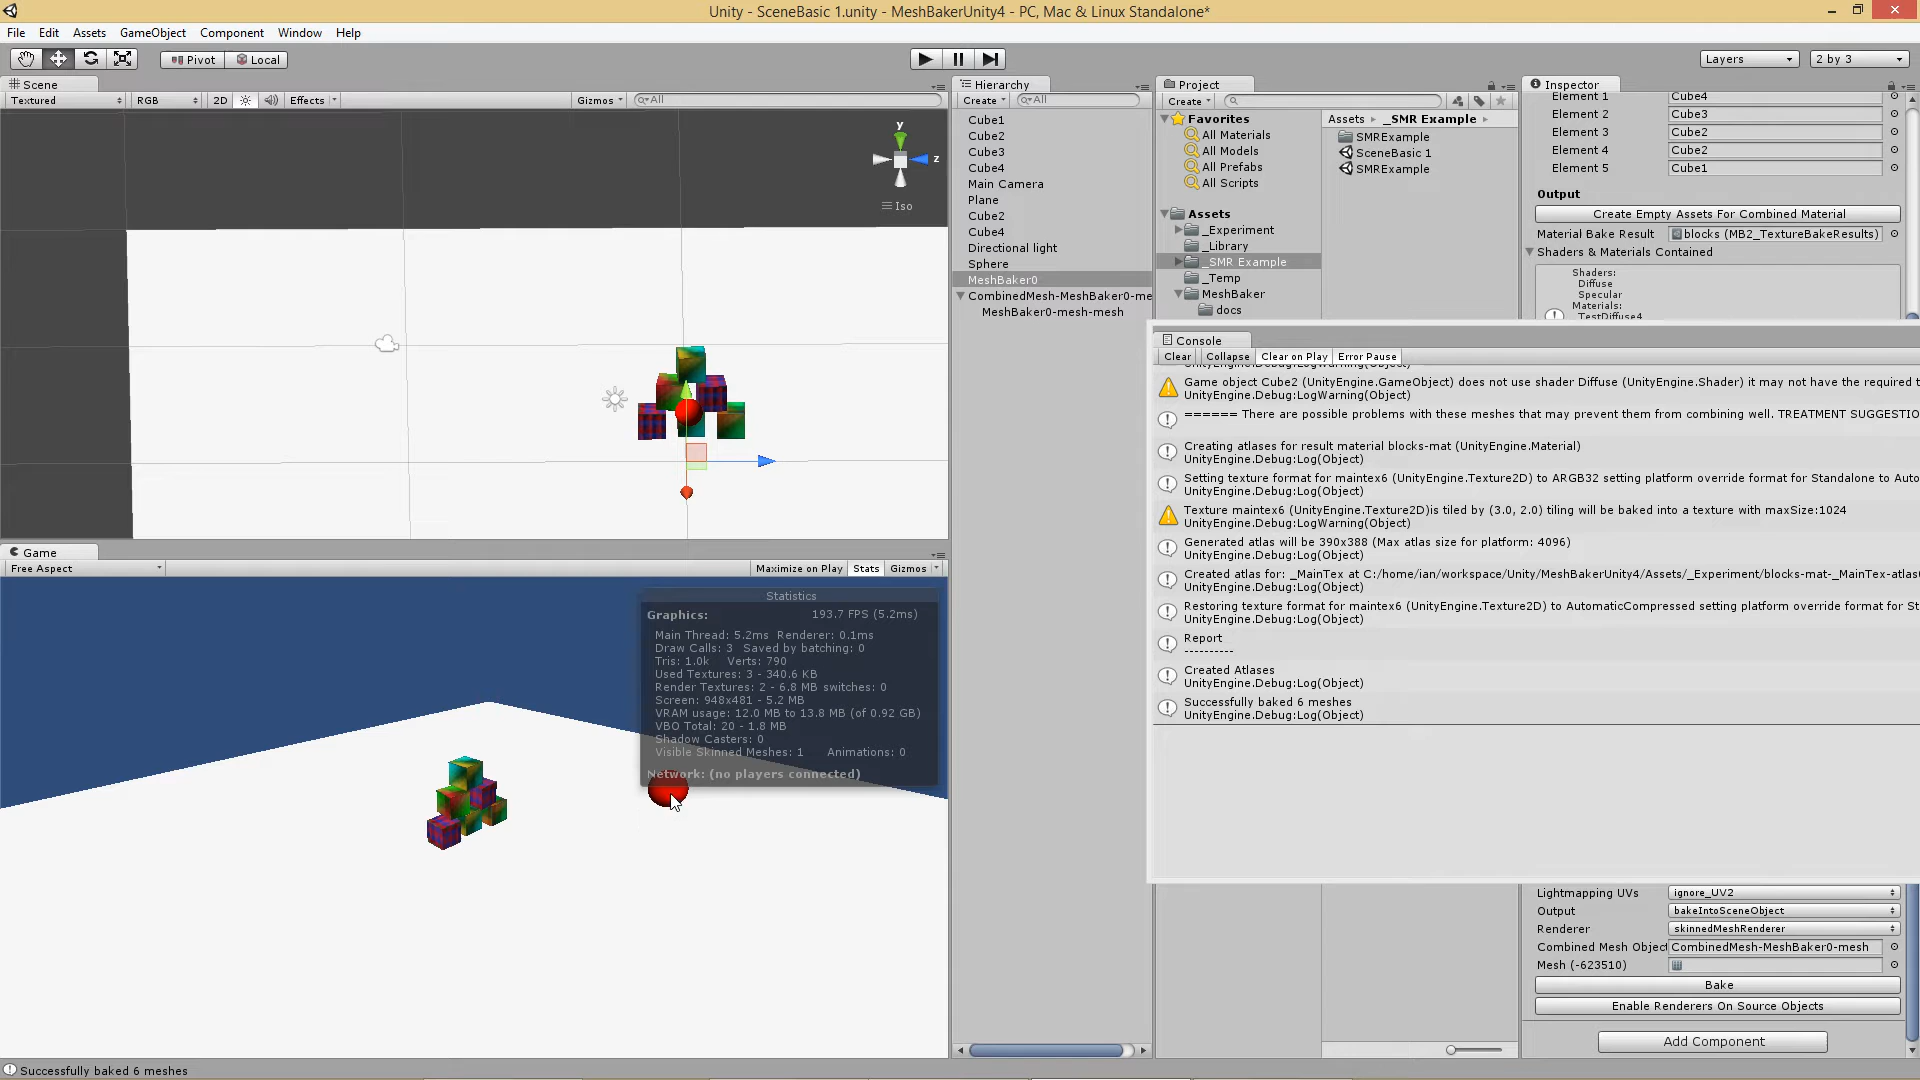 Unity - SceneBasic 1.unity - MeshBakerUnity4 - PC, Mac & Linux Standalone*
File Edit Assets GameObject Component Window Help
Pivot Local
Layers
2 by 3
Scene
Textured RGB 2D Effects Gizmos All
y
z
Iso
Game
Free Aspect Maximize on Play Stats Gizmos
Statistics
Graphics: 193.7 FPS (5.2ms)
Main Thread: 5.2ms Renderer: 0.1ms
Draw Calls: 3 Saved by batching: 0
Tris: 1.0k Verts: 790
Used Textures: 3 - 340.6 KB
Render Textures: 2 - 6.8 MB switches: 0
Screen: 948x481 - 5.2 MB
VRAM usage: 12.0 MB to 13.8 MB (of 0.92 GB)
VBO Total: 20 - 1.8 MB
Shadow Casters: 0
Visible Skinned Meshes: 1 Animations: 0
Network: (no players connected)
Hierarchy
Create All
Cube1
Cube2
Cube3
Cube4
Main Camera
Plane
Cube2
Cube4
Directional light
Sphere
MeshBaker0
CombinedMesh-MeshBaker0-me
MeshBaker0-mesh-mesh
Project
Create
Favorites
All Materials
All Models
All Prefabs
All Scripts
Assets
_Experiment
_Library
_SMR Example
_Temp
MeshBaker
docs
Assets _SMR Example
SMRExample
SceneBasic 1
SMRExample
Inspector
Element 1 Cube4
Element 2 Cube3
Element 3 Cube2
Element 4 Cube2
Element 5 Cube1
Output
Create Empty Assets For Combined Material
Material Bake Result blocks (MB2_TextureBakeResults)
Shaders & Materials Contained
Shaders:
Diffuse
Specular
Materials:
TestDiffuse4
Console
Clear Collapse Clear on Play Error Pause
UnityEngine.Debug:LogWarning(Object)
Game object Cube2 (UnityEngine.GameObject) does not use shader Diffuse (UnityEngine.Shader) it may not have the required t
UnityEngine.Debug:LogWarning(Object)
====== There are possible problems with these meshes that may prevent them from combining well. TREATMENT SUGGESTIO
Creating atlases for result material blocks-mat (UnityEngine.Material)
UnityEngine.Debug:Log(Object)
Setting texture format for maintex6 (UnityEngine.Texture2D) to ARGB32 setting platform override format for Standalone to Auto
UnityEngine.Debug:Log(Object)
Texture maintex6 (UnityEngine.Texture2D)is tiled by (3.0, 2.0) tiling will be baked into a texture with maxSize:1024
UnityEngine.Debug:LogWarning(Object)
Generated atlas will be 390x388 (Max atlas size for platform: 4096)
UnityEngine.Debug:Log(Object)
Created atlas for: _MainTex at C:/home/ian/workspace/Unity/MeshBakerUnity4/Assets/_Experiment/blocks-mat-_MainTex-atlas
UnityEngine.Debug:Log(Object)
Restoring texture format for maintex6 (UnityEngine.Texture2D) to AutomaticCompressed setting platform override format for St
UnityEngine.Debug:Log(Object)
Report
----------
Created Atlases
UnityEngine.Debug:Log(Object)
Successfully baked 6 meshes
UnityEngine.Debug:Log(Object)
Lightmapping UVs ignore_UV2
Output bakeIntoSceneObject
Renderer skinnedMeshRenderer
Combined Mesh Object CombinedMesh-MeshBaker0-mesh
Mesh (-623510)
Bake
Enable Renderers On Source Objects
Add Component
Successfully baked 6 meshes